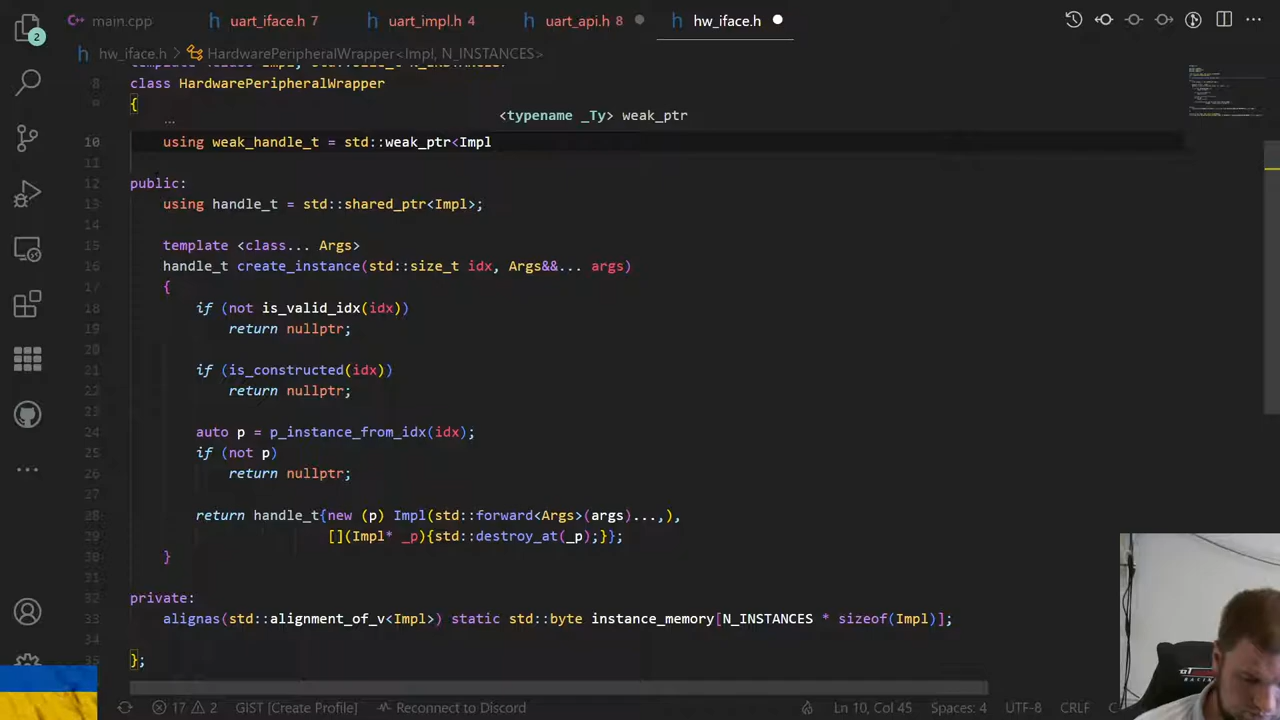 main.cpp uart_iface.h 7 uart_impl.h 4 uart_api.h 8 hw_iface.h
2
hw_iface.h > HardwarePeripheralWrapper<Impl, N_INSTANCES>
8 class HardwarePeripheralWrapper
9 {
... <typename _Ty> weak_ptr
10 using weak_handle_t = std::weak_ptr<Impl
11
12 public:
13 using handle_t = std::shared_ptr<Impl>;
14
15 template <class... Args>
16 handle_t create_instance(std::size_t idx, Args&&... args)
17 {
18 if (not is_valid_idx(idx))
19 return nullptr;
20
21 if (is_constructed(idx))
22 return nullptr;
23
24 auto p = p_instance_from_idx(idx);
25 if (not p)
26 return nullptr;
27
28 return handle_t{new (p) Impl(std::forward<Args>(args)...,),
29 [](Impl* _p){std::destroy_at(_p);}};
30 }
31
32 private:
33 alignas(std::alignment_of_v<Impl>) static std::byte instance_memory[N_INSTANCES * sizeof(Impl)];
34
35 };
17 2 GIST [Create Profile] Reconnect to Discord Ln 10, Col 45 Spaces: 4 UTF-8 CRLF C